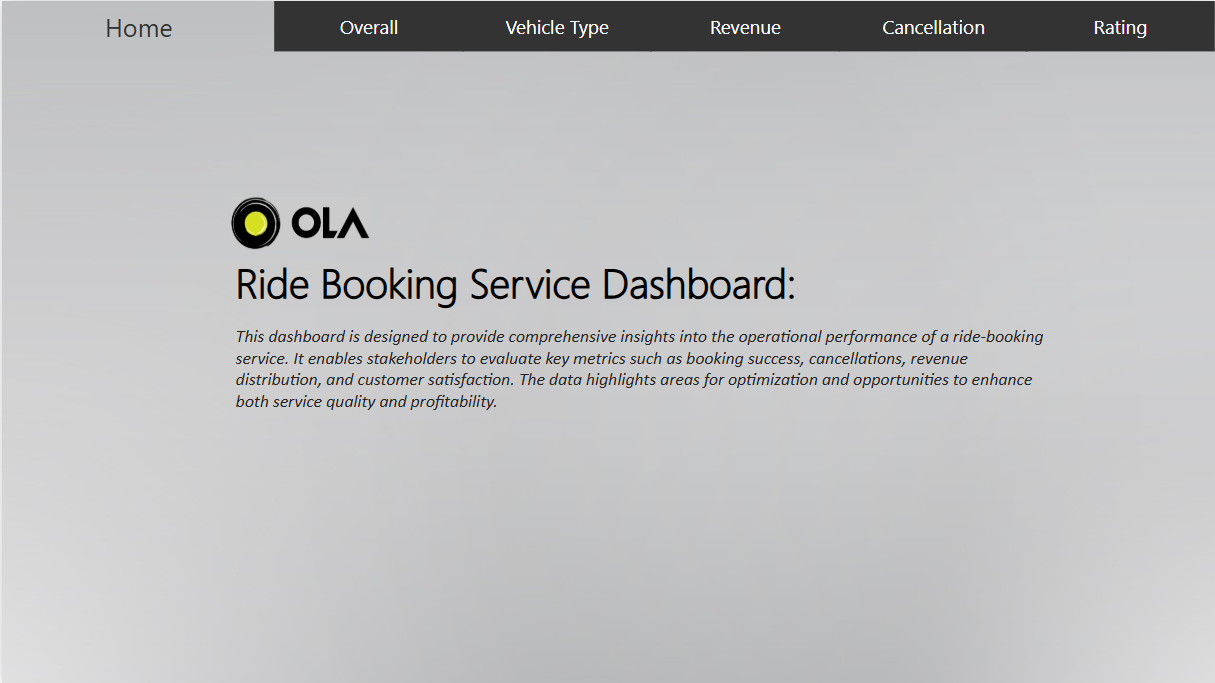 Home
Overall
Vehicle Type
Revenue
Cancellation
Rating
OLA
Ride Booking Service Dashboard:
This dashboard is designed to provide comprehensive insights into the operational performance of a ride-booking
service. It enables stakeholders to evaluate key metrics such as booking success, cancellations, revenue
distribution, and customer satisfaction. The data highlights areas for optimization and opportunities to enhance
both service quality and profitability.